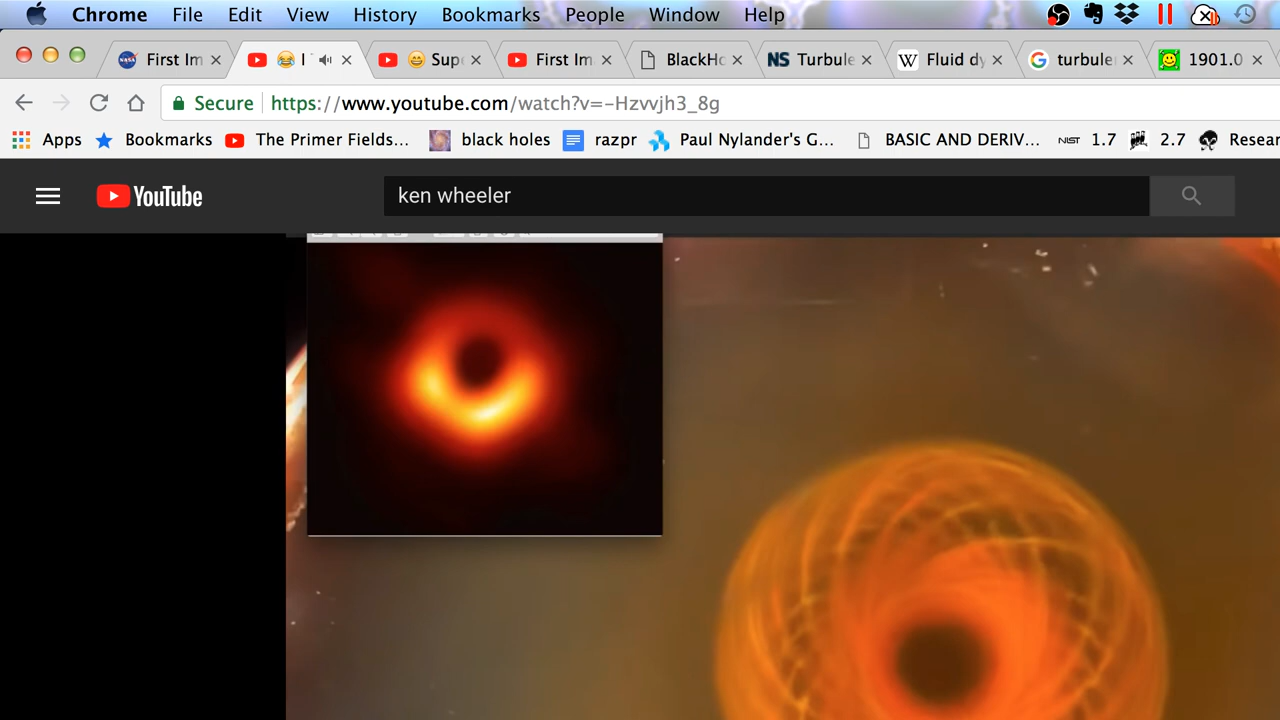 Chrome File Edit View History Bookmarks People Window Help
First Im I Sup First Im BlackHo NS Turbule W Fluid dy G turbule 1901.0
Secure https://www.youtube.com/watch?v=-Hzvvjh3_8g
Apps Bookmarks The Primer Fields... black holes razpr Paul Nylander's G... BASIC AND DERIV... NIST 1.7 2.7 Resear
YouTube ken wheeler